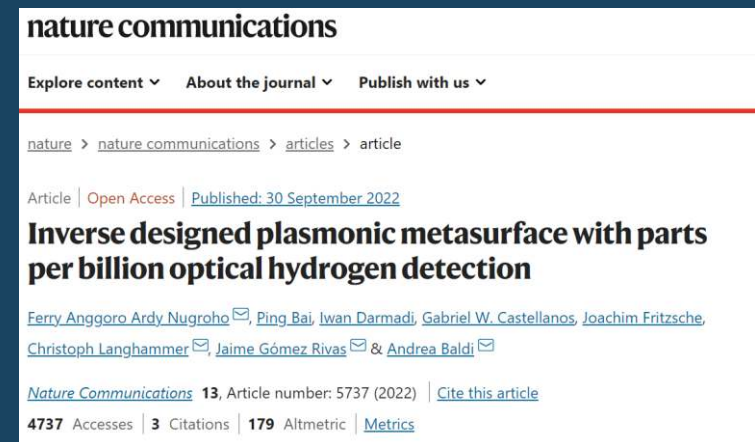 nature communications
Explore content About the journal Publish with us
nature > nature communications > articles > article
Article | Open Access | Published: 30 September 2022
Inverse designed plasmonic metasurface with parts
per billion optical hydrogen detection
Ferry Anggoro Ardy Nugroho, Ping Bai, Iwan Darmadi, Gabriel W. Castellanos, Joachim Fritzsche,
Christoph Langhammer, Jaime Gómez Rivas & Andrea Baldi
Nature Communications 13, Article number: 5737 (2022) | Cite this article
4737 Accesses | 3 Citations | 179 Altmetric | Metrics